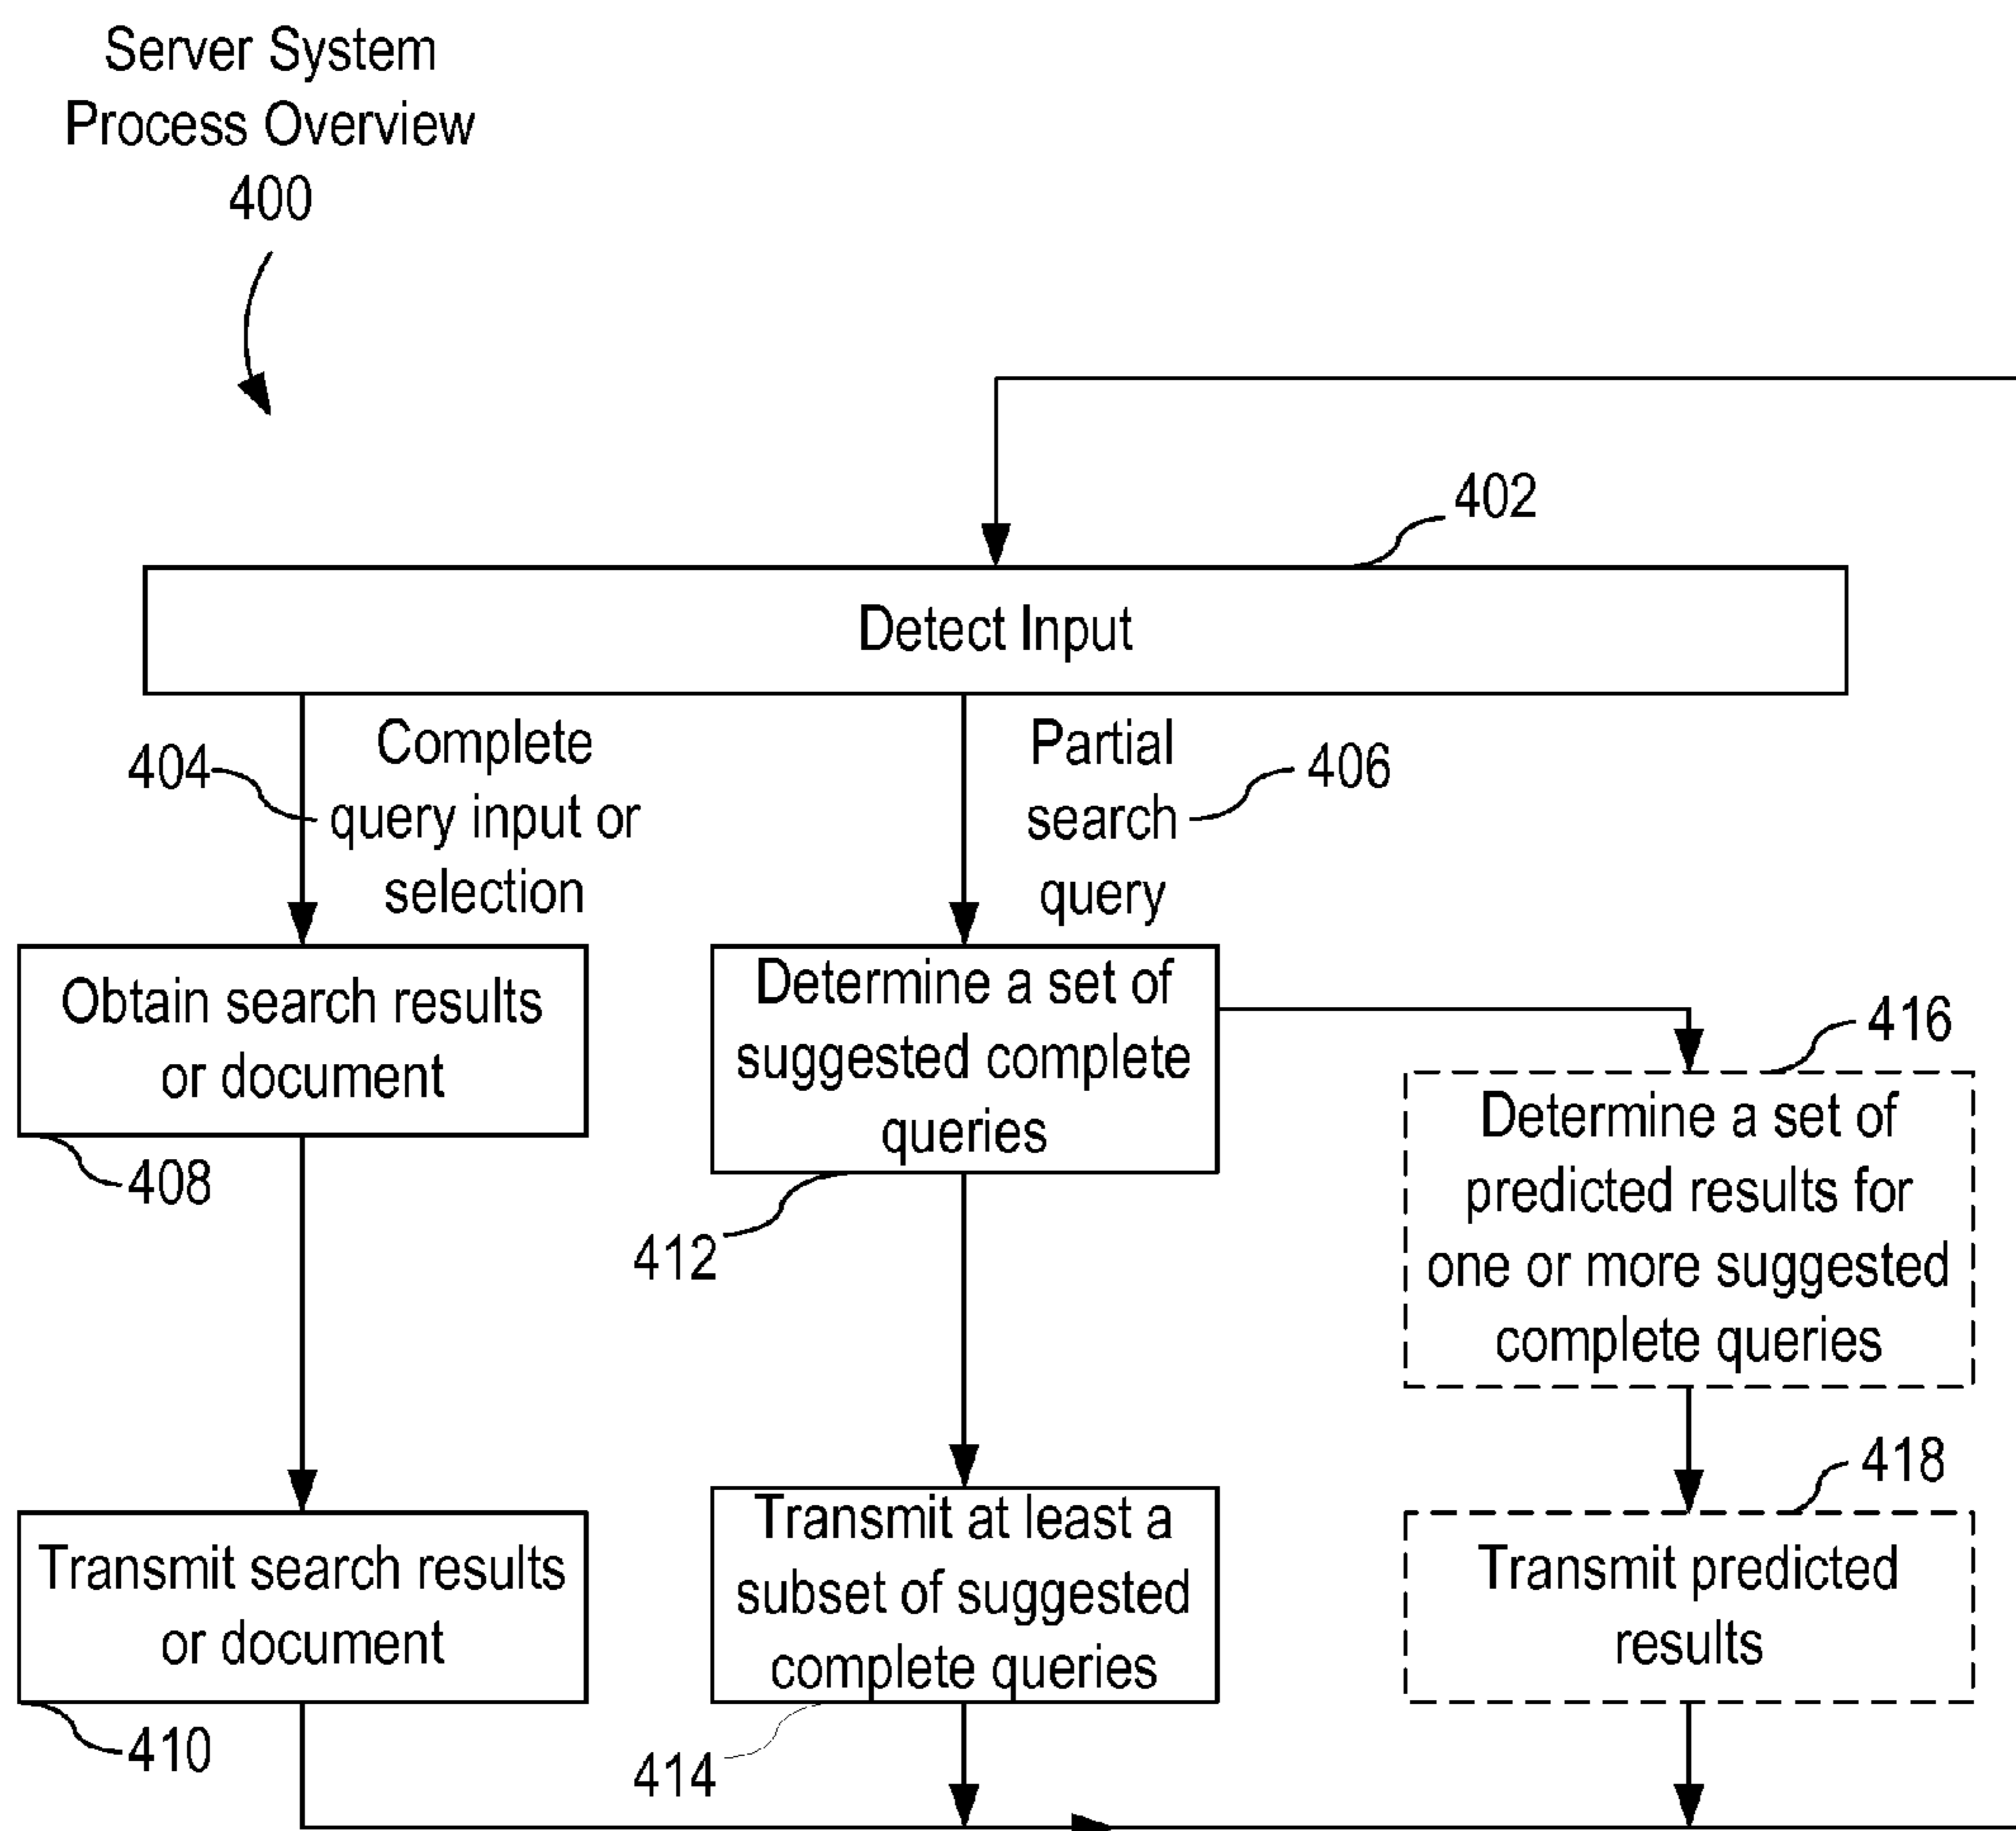 Server System
Process Overview
400
402
Detect Input
404
Complete
query input or
selection
Partial
search
query
406
Obtain search results
or document
408
Determine a set of
suggested complete
queries
412
416
Determine a set of
predicted results for
one or more suggested
complete queries
Transmit search results
or document
410
Transmit at least a
subset of suggested
complete queries
414
418
Transmit predicted
results